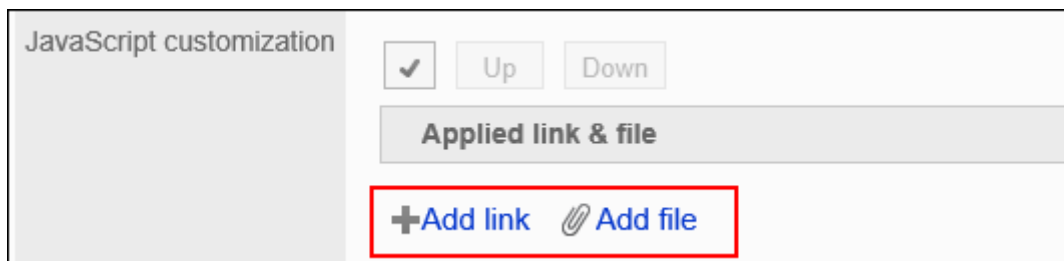 JavaScript customization
Up Down
Applied link & file
Add link Add file